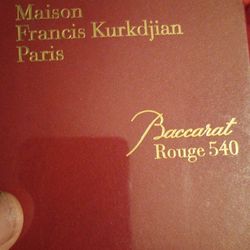 Maison
Francis Kurkdjian
Paris
Baccarat
Rouge 540